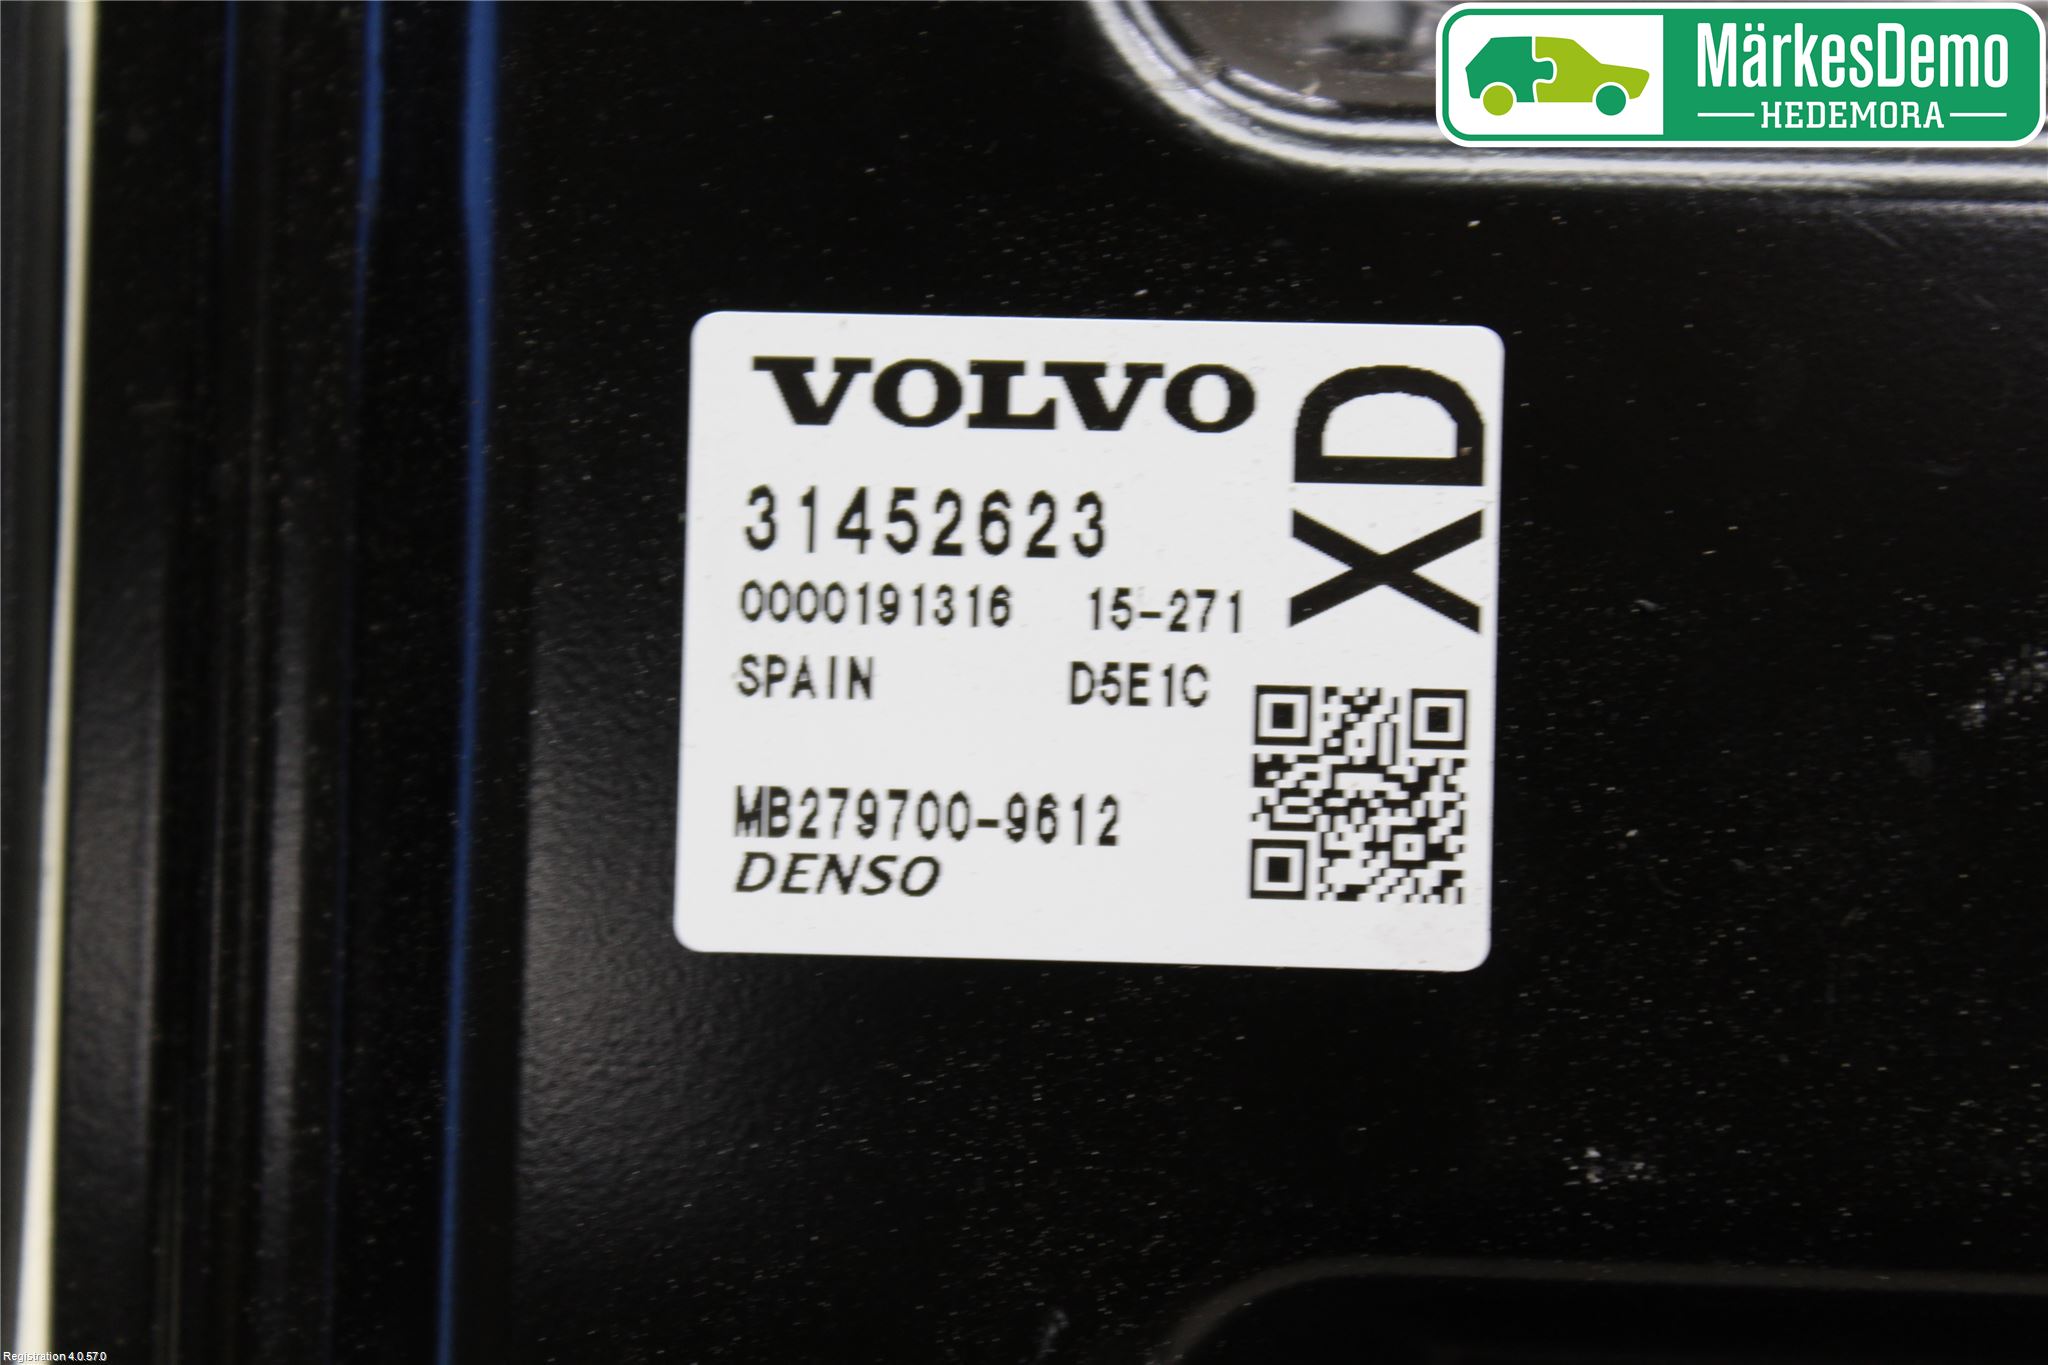 MärkesDemo
HEDEMORA
VOLVO
XD
31452623
0000191316 15-271
SPAIN D5E1C
MB279700-9612
DENSO
Registration 4.0.57.0